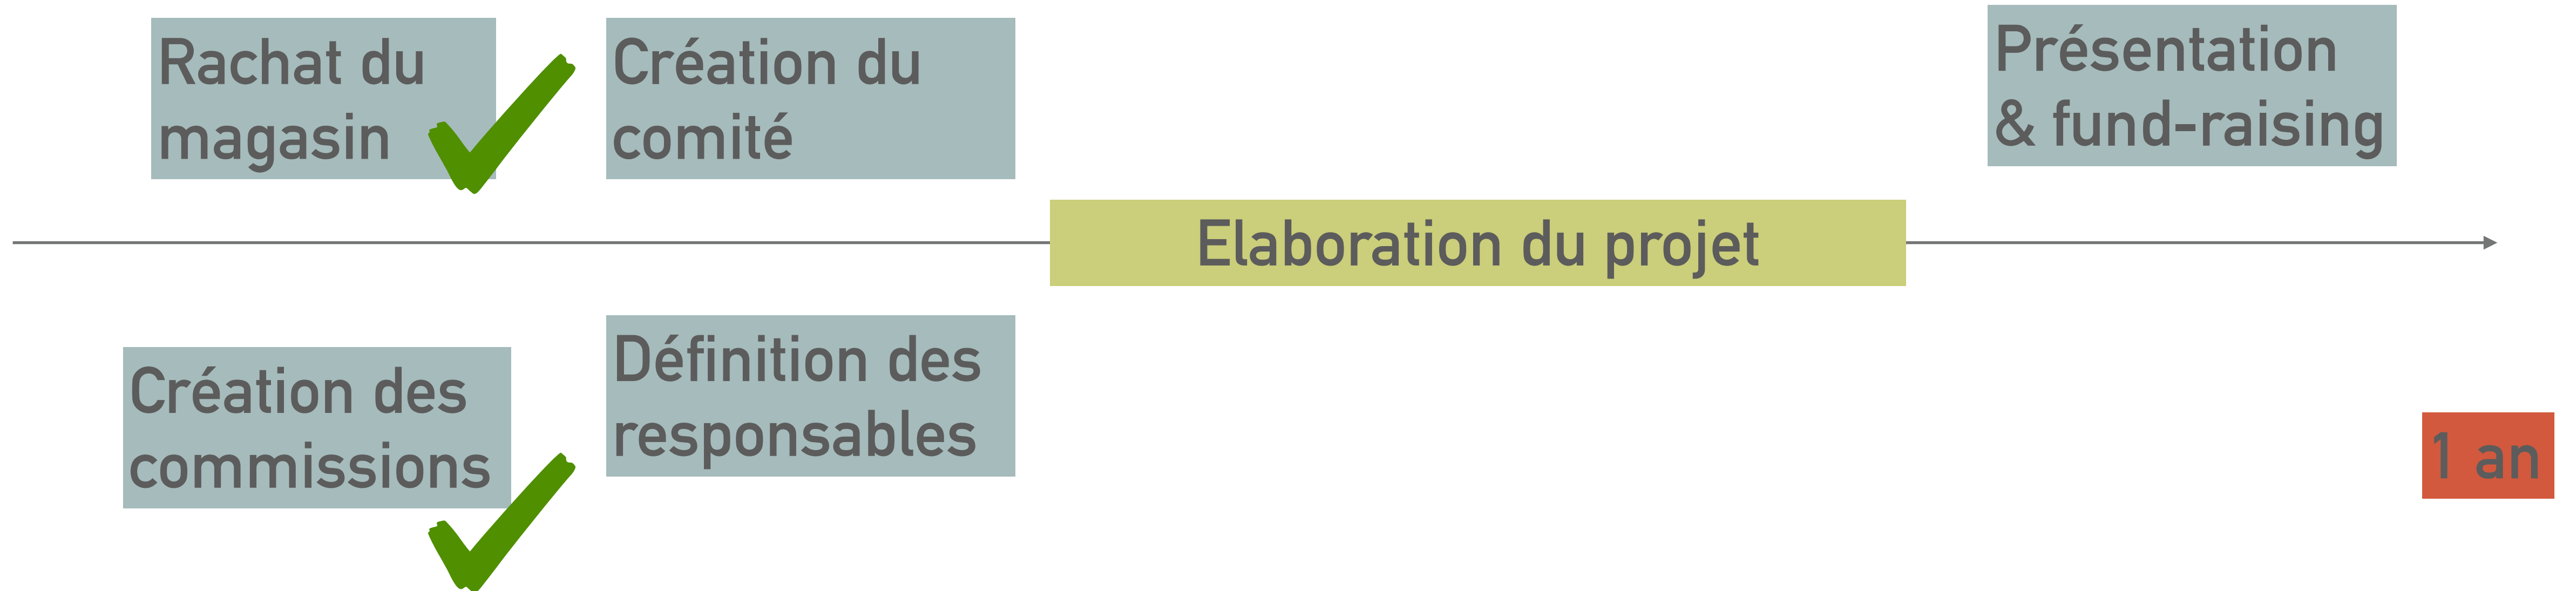 Rachat du
magasin
Création du
comité
Présentation
& fund-raising
Elaboration du projet
Création des
commissions
Définition des
responsables
1 an